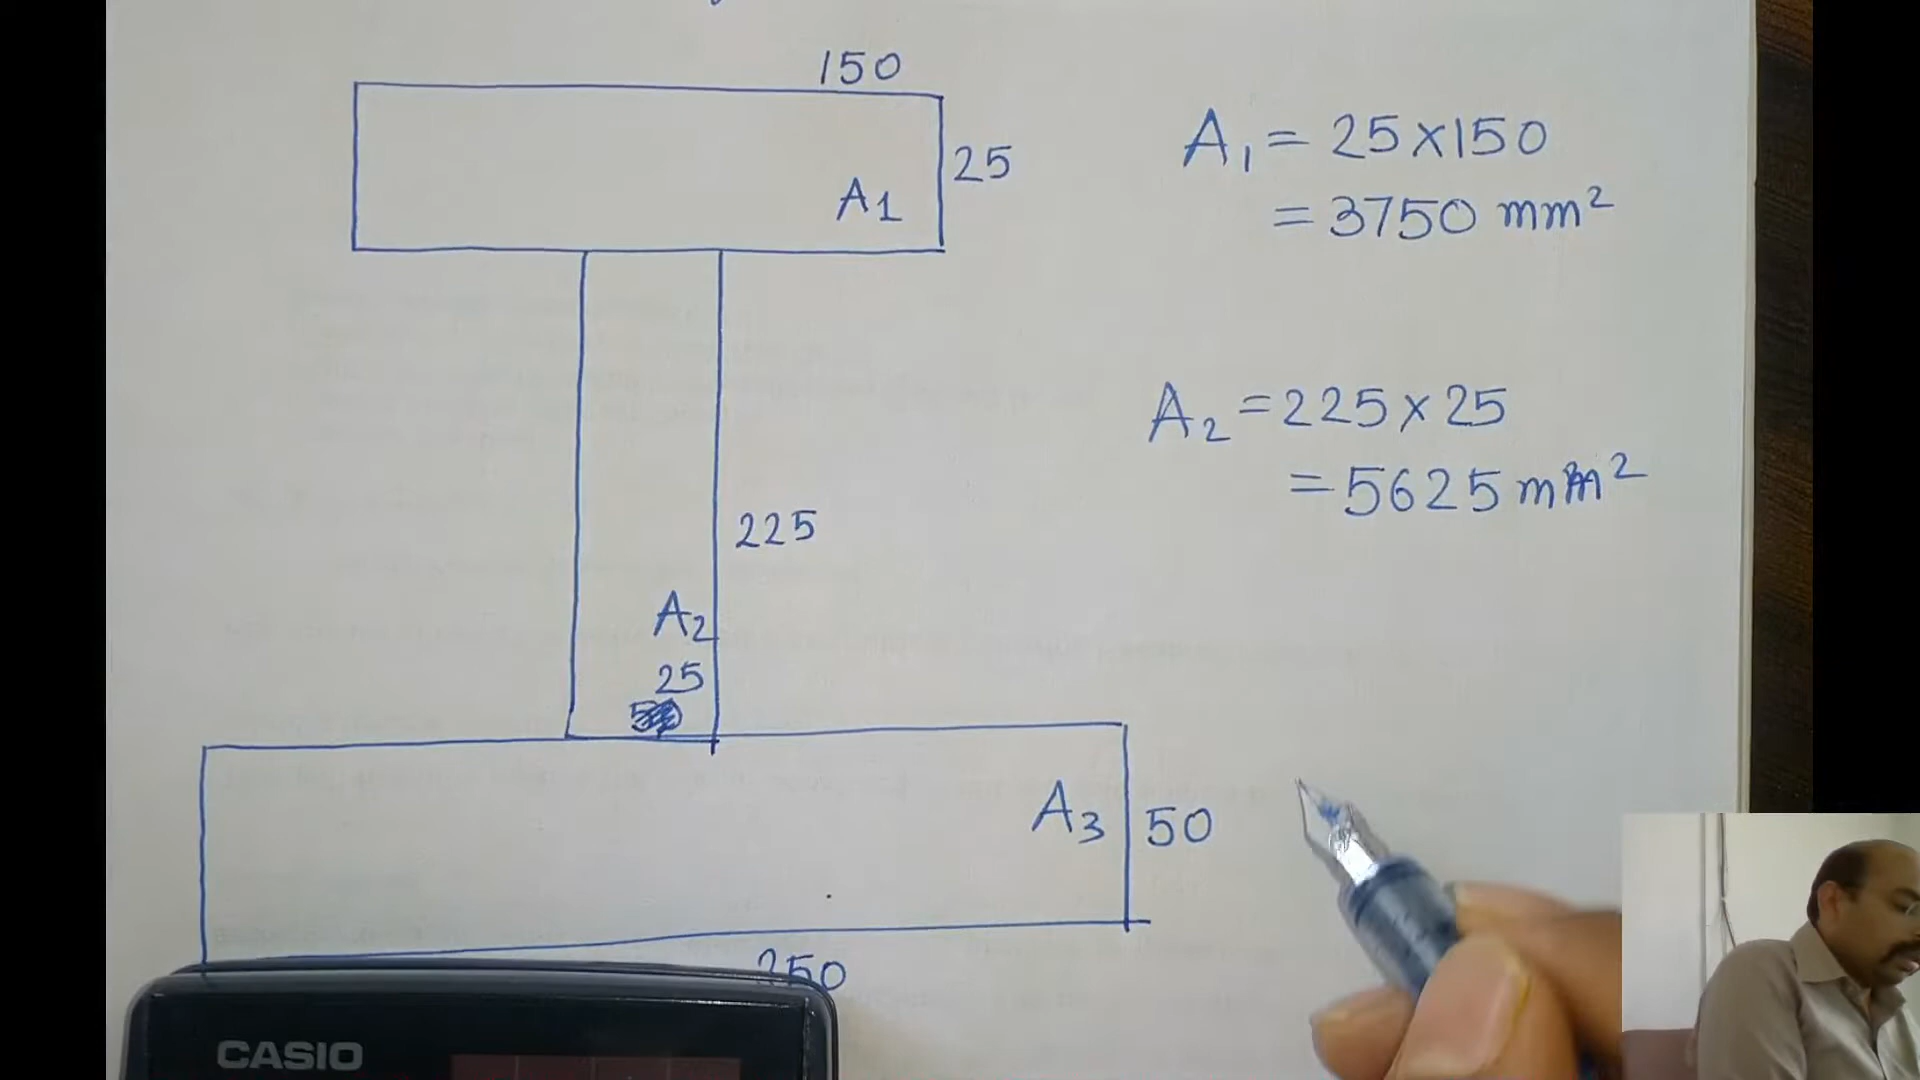 150
25
A1
A1 = 25×150
= 3750 mm²
A2 = 225×25
= 5625 mm²
225
A2
25
A3
50
250
CASIO